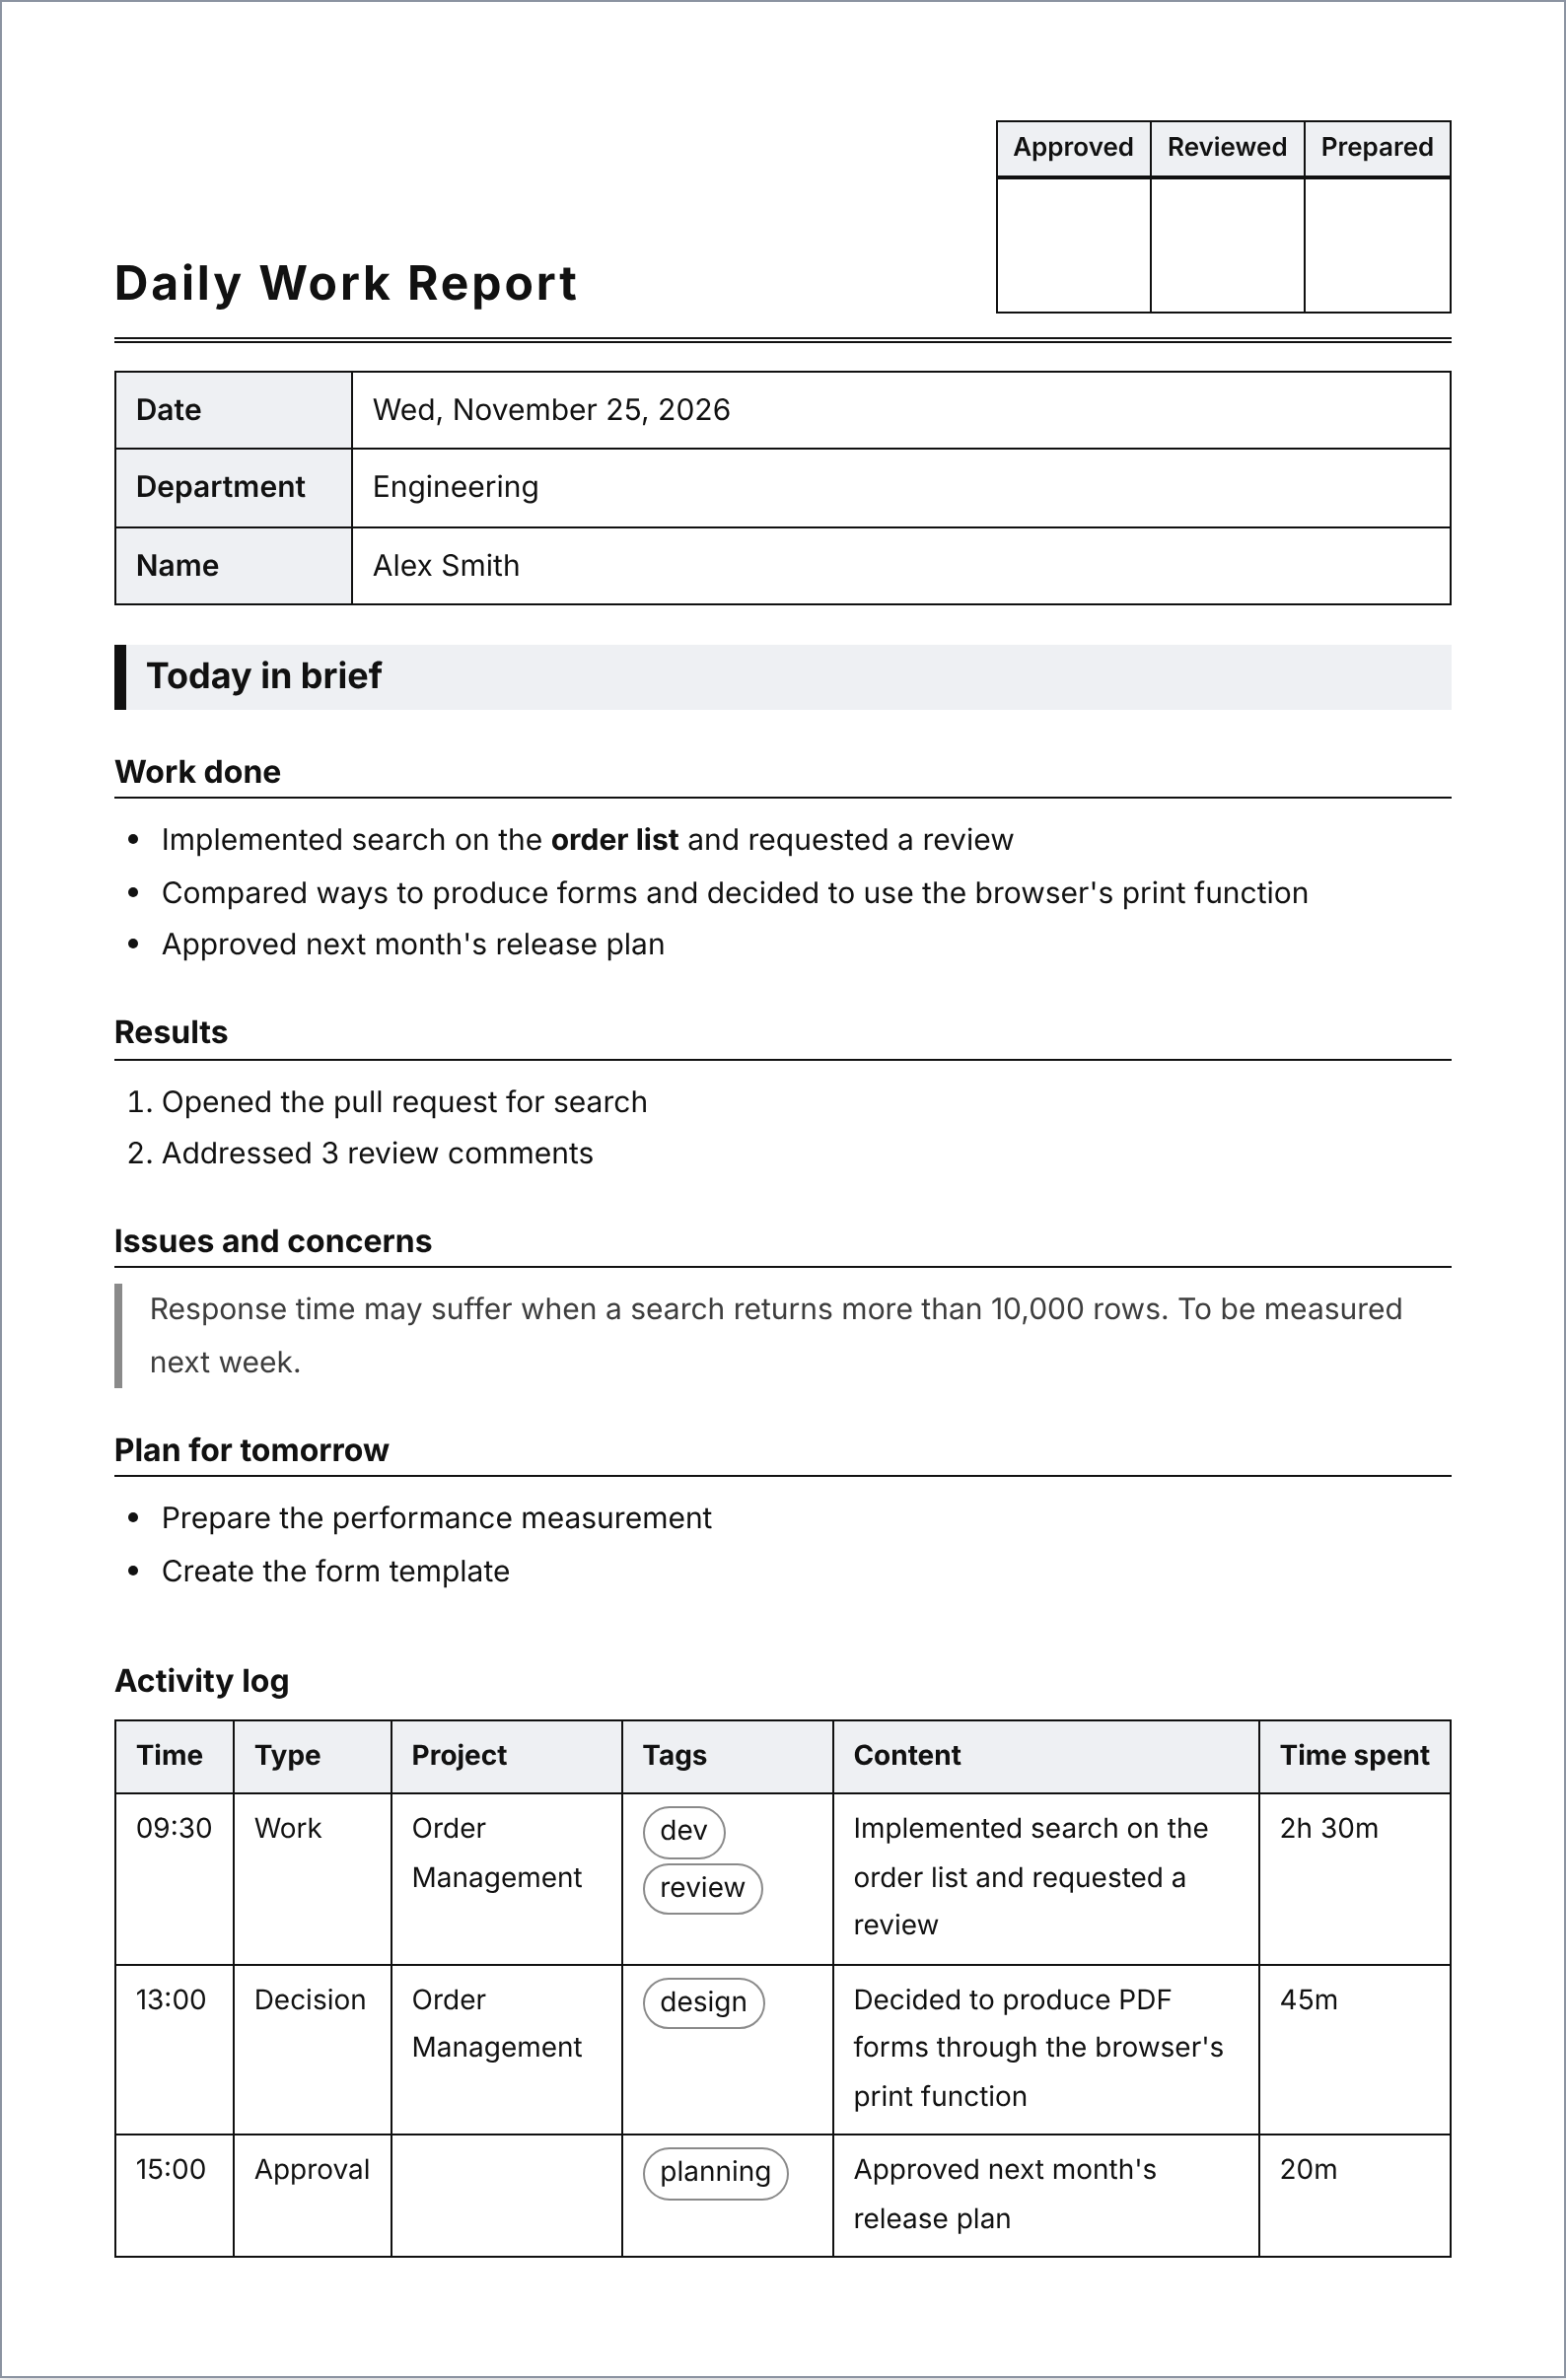 Approved Reviewed Prepared
Daily Work Report
Date Wed, November 25, 2026
Department Engineering
Name Alex Smith
Today in brief
Work done
• Implemented search on the order list and requested a review
• Compared ways to produce forms and decided to use the browser's print function
• Approved next month's release plan
Results
1. Opened the pull request for search
2. Addressed 3 review comments
Issues and concerns
Response time may suffer when a search returns more than 10,000 rows. To be measured
next week.
Plan for tomorrow
• Prepare the performance measurement
• Create the form template
Activity log
Time Type Project Tags Content Time spent
09:30 Work Order dev Implemented search on the 2h 30m
Management review order list and requested a
review
13:00 Decision Order design Decided to produce PDF 45m
Management forms through the browser's
print function
15:00 Approval planning Approved next month's 20m
release plan